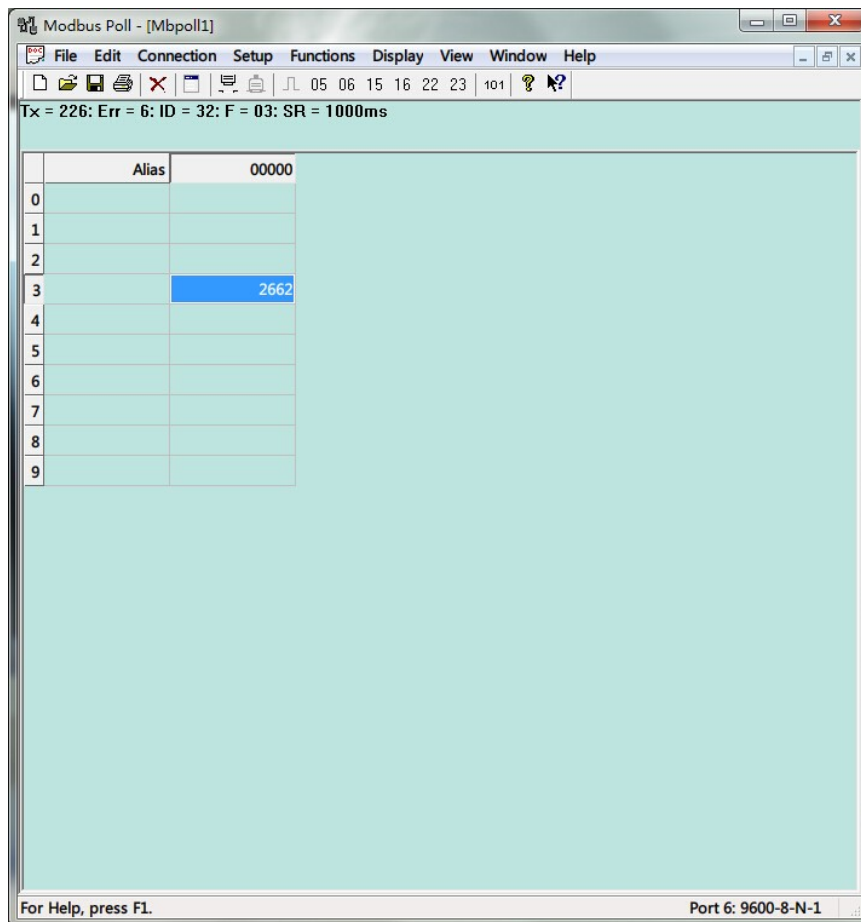 Modbus Poll - [Mbpoll1]
File Edit Connection Setup Functions Display View Window Help
05 06 15 16 22 23 101
Tx = 226: Err = 6: ID = 32: F = 03: SR = 1000ms
Alias 00000
0
1
2
3 2662
4
5
6
7
8
9
For Help, press F1. Port 6: 9600-8-N-1